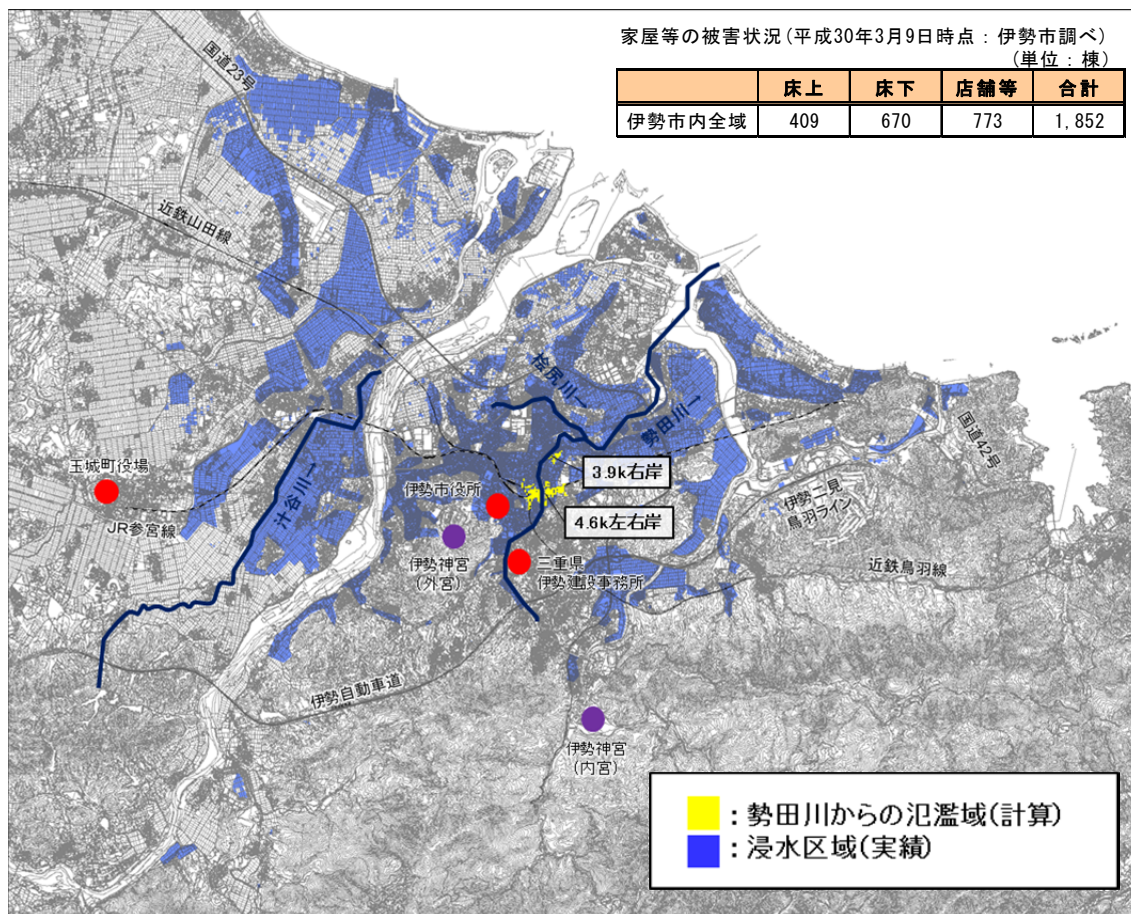 家屋等の被害状況(平成30年3月9日時点：伊勢市調べ)
(単位：棟)
床上 床下 店舗等 合計
伊勢市内全域 409 670 773 1,852
国道23号
近鉄山田線
桧尻川→
勢田川→
国道42号
3.9k右岸
玉城町役場
伊勢市役所
伊勢二見
鳥羽ライン
4.6k左右岸
汁谷川→
JR参宮線
伊勢神宮
(外宮)
三重県
伊勢建設事務所
近鉄鳥羽線
伊勢自動車道
伊勢神宮
(内宮)
：勢田川からの氾濫域(計算)
：浸水区域(実績)